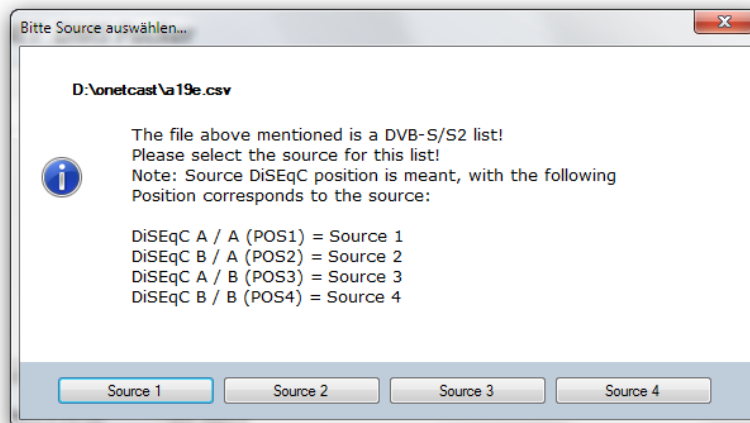 Bitte Source auswählen...
D:\onetcast\a19e.csv
The file above mentioned is a DVB-S/S2 list!
Please select the source for this list!
Note: Source DiSEqC position is meant, with the following
Position corresponds to the source:
DiSEqC A / A (POS1) = Source 1
DiSEqC B / A (POS2) = Source 2
DiSEqC A / B (POS3) = Source 3
DiSEqC B / B (POS4) = Source 4
Source 1 Source 2 Source 3 Source 4